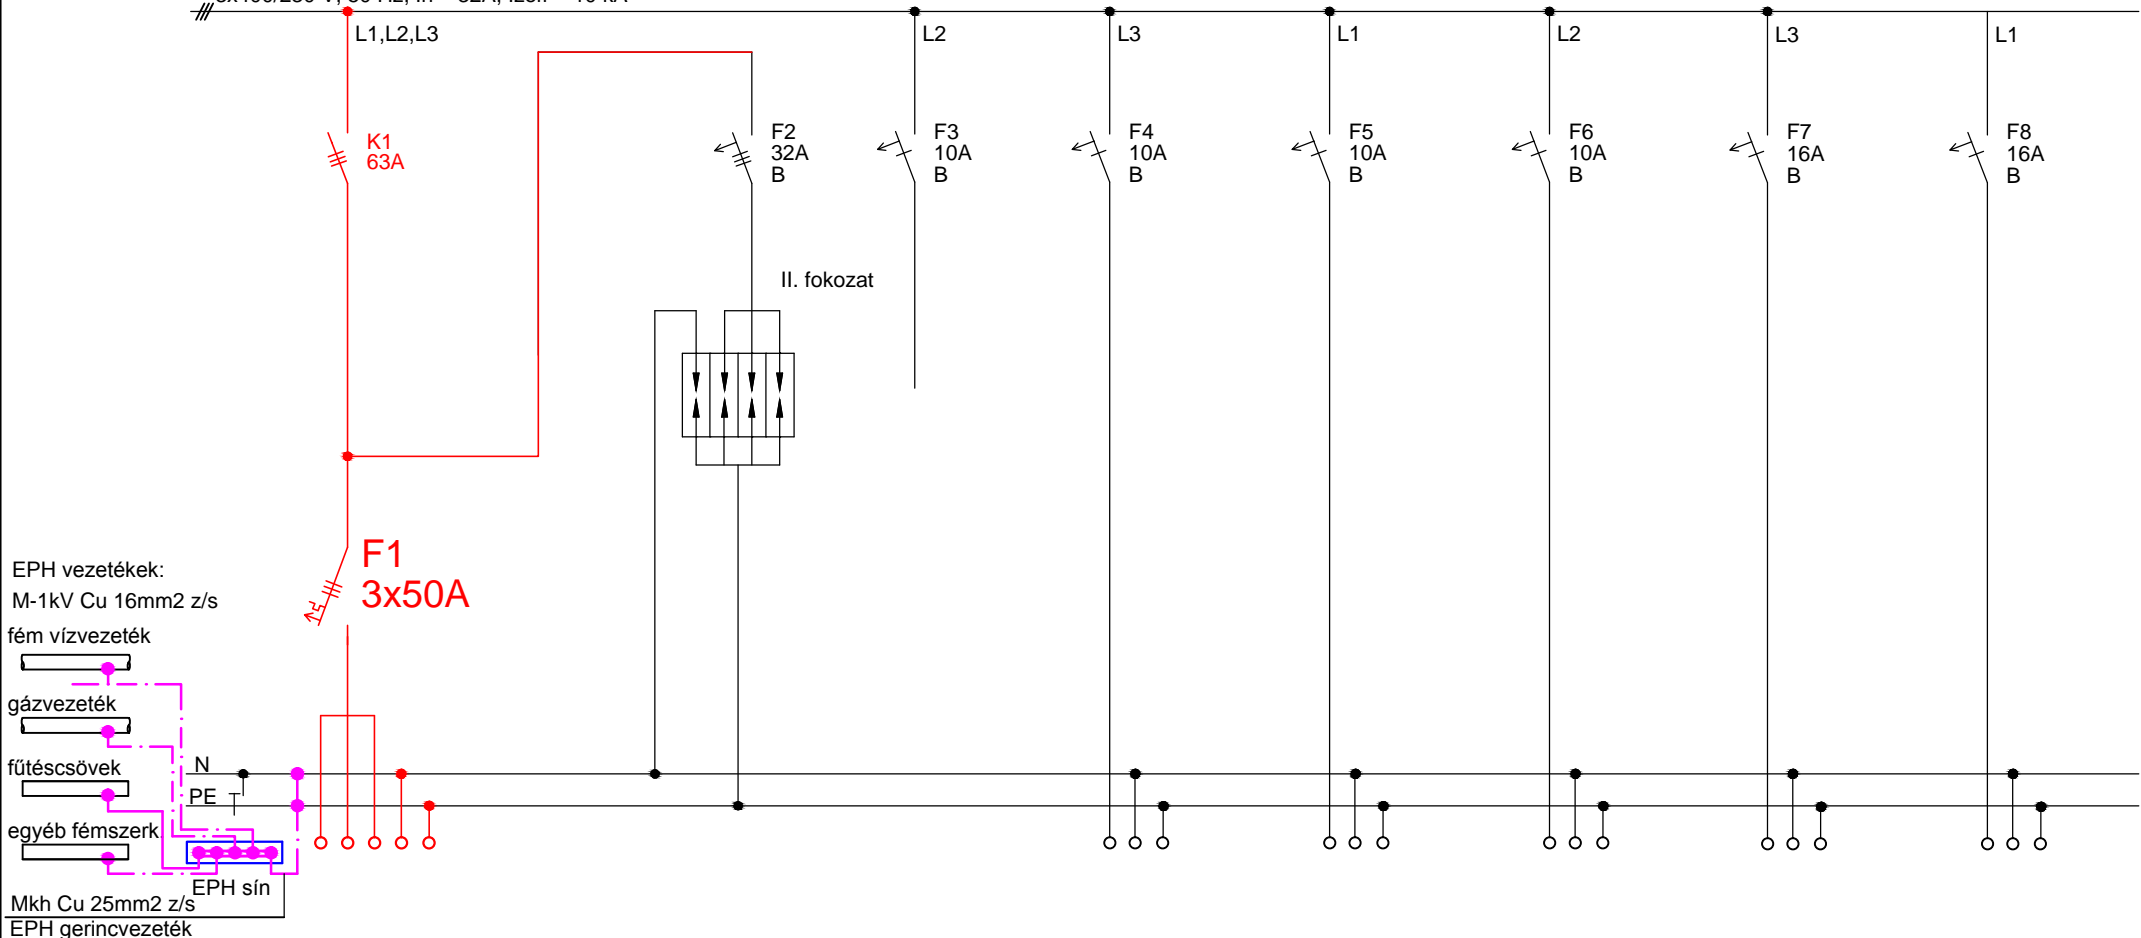 L1,L2,L3
L2
L3
L1
L2
L3
L1
K1
63A
F2
32A
B
F3
10A
B
F4
10A
B
F5
10A
B
F6
10A
B
F7
16A
B
F8
16A
B
II. fokozat
F1
3x50A
EPH vezetékek:
M-1kV Cu 16mm2 z/s
fém vízvezeték
gázvezeték
fűtéscsövek
egyéb fémszerk
N
PE
EPH sín
Mkh Cu 25mm2 z/s
EPH gerincvezeték